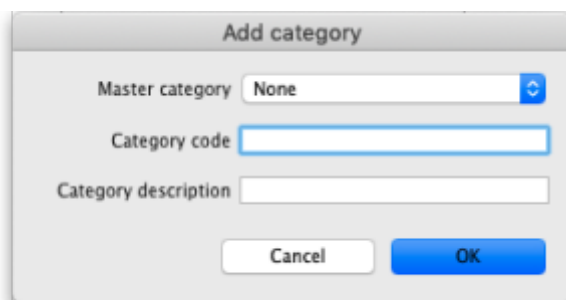 Add category
Master category None
Category code
Category description
Cancel OK